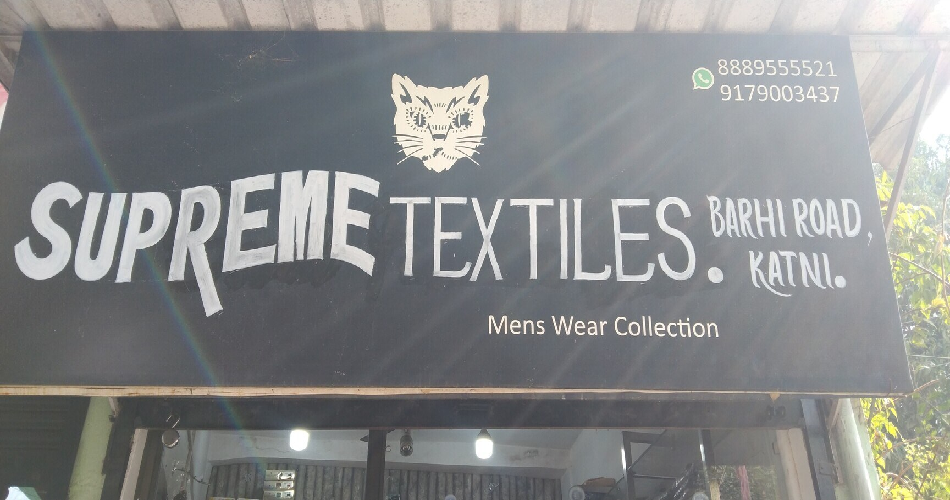 8889555521
9179003437
SUPREME TEXTILES. BARHI ROAD,
KATNI.
Mens Wear Collection